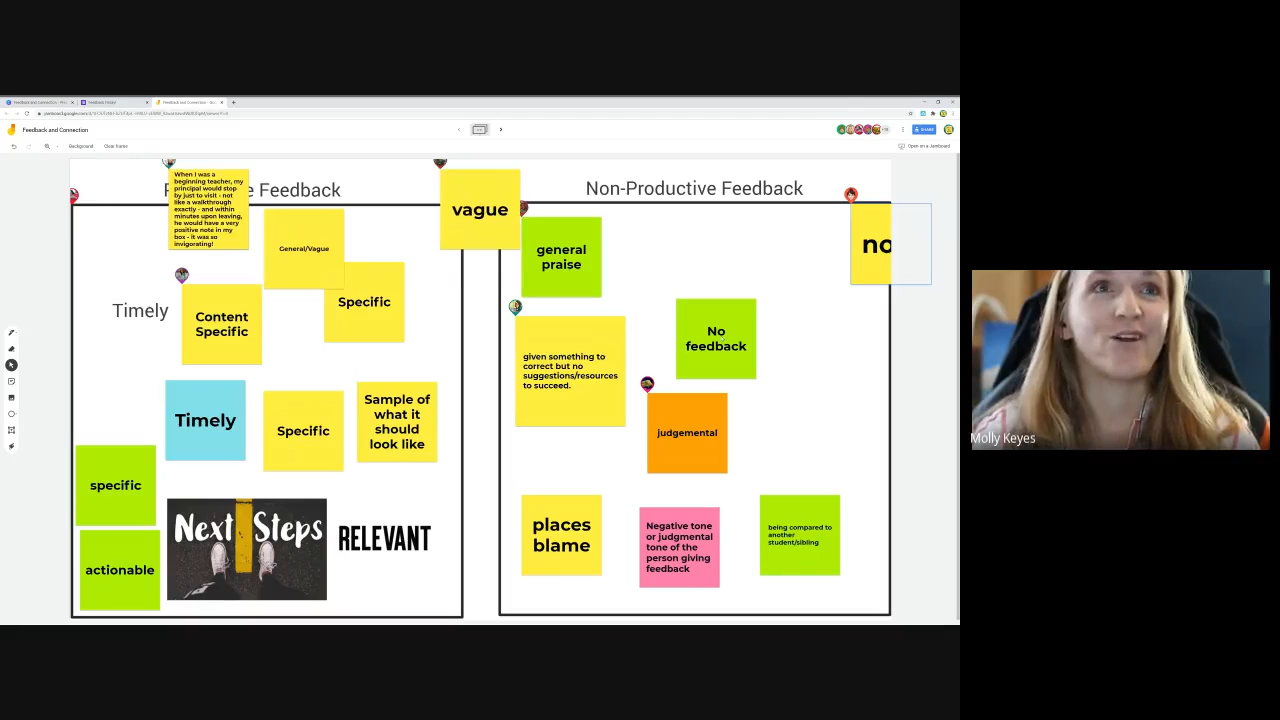 Feedback and Connection
Background
Clear frame
SHARE
Open on a Jamboard
Feedback
Non-Productive Feedback
When I was a
beginning teacher, my
principal would stop
by just to visit - not
like a walkthrough
exactly - and within
minutes upon leaving,
he would have a very
positive note in my
box - it was so
invigorating!
vague
no
General/Vague
general
praise
Specific
Timely
Content
Specific
No
feedback
given something to
correct but no
suggestions/resources
to succeed.
Timely
Specific
Sample of
what it
should
look like
judgemental
Molly Keyes
specific
Next Steps
RELEVANT
places
blame
Negative tone
or judgmental
tone of the
person giving
feedback
being compared to
another
student/sibling
actionable